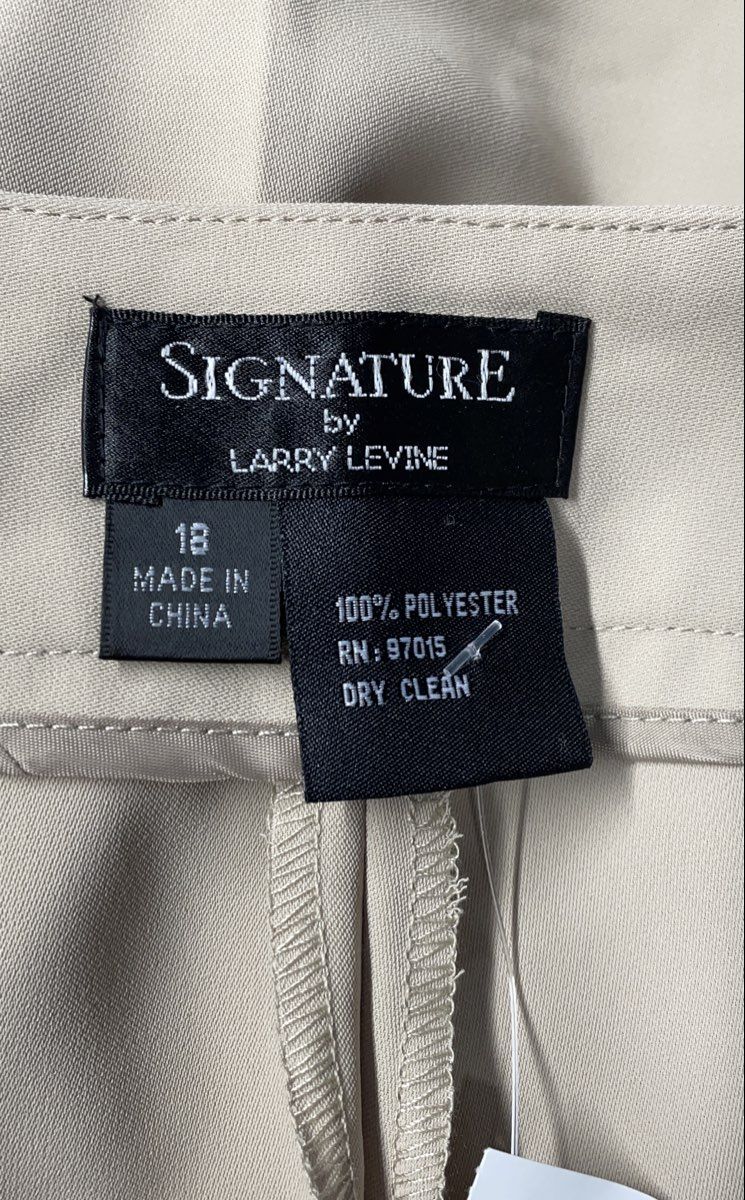 SIGNATURE
by
LARRY LEVINE
18
MADE IN
CHINA
100% POLYESTER
RN: 97015
DRY CLEAN